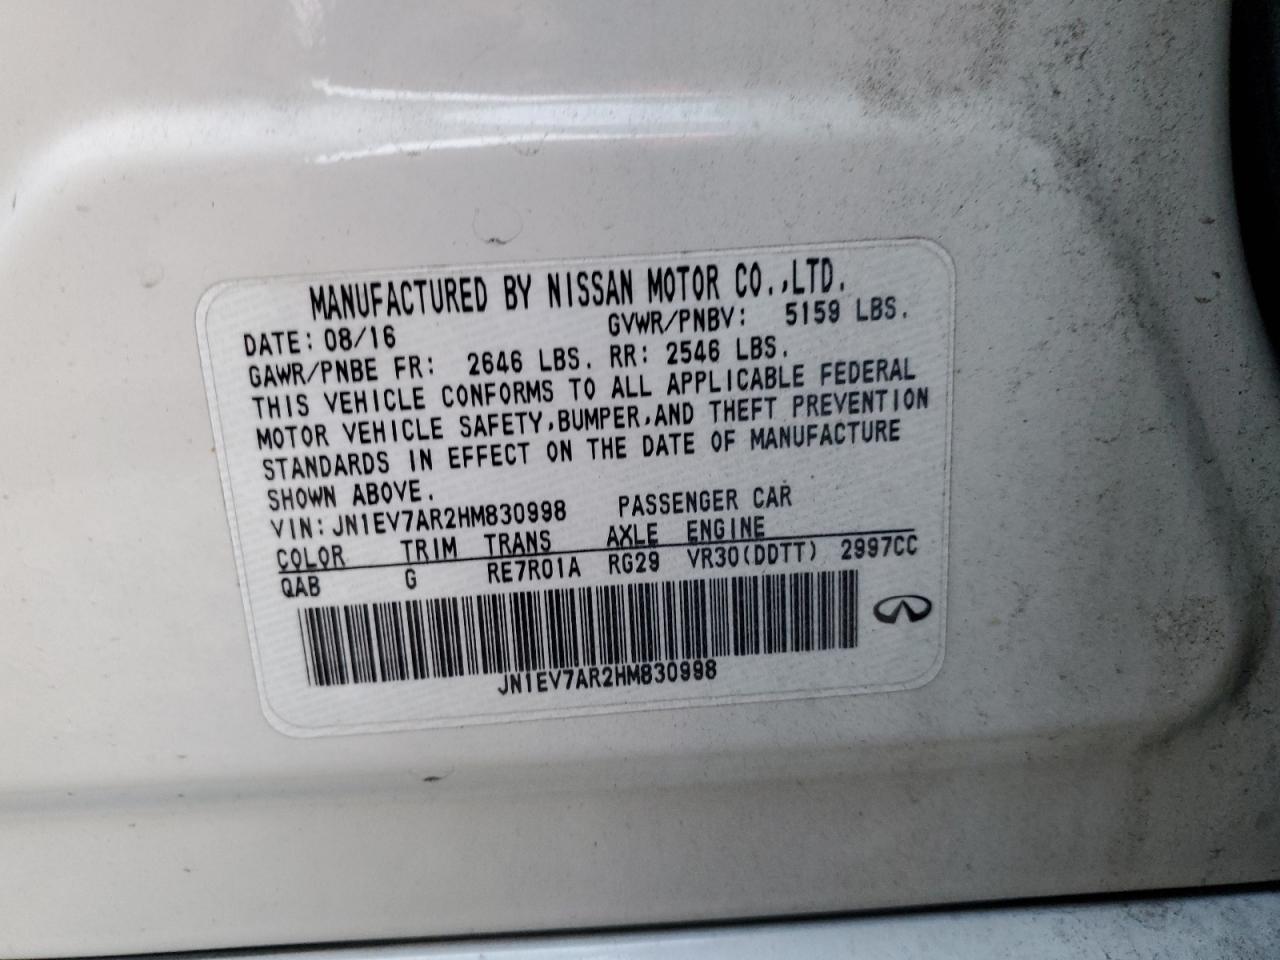 MANUFACTURED BY NISSAN MOTOR CO.,LTD.
DATE: 08/16 GVWR/PNBV: 5159 LBS.
GAWR/PNBE FR: 2646 LBS. RR: 2546 LBS.
THIS VEHICLE CONFORMS TO ALL APPLICABLE FEDERAL
MOTOR VEHICLE SAFETY,BUMPER,AND THEFT PREVENTION
STANDARDS IN EFFECT ON THE DATE OF MANUFACTURE
SHOWN ABOVE.
VIN: JN1EV7AR2HM830998 PASSENGER CAR
COLOR TRIM TRANS AXLE ENGINE
QAB G RE7R01A RG29 VR30(DDTT) 2997CC
JN1EV7AR2HM830998